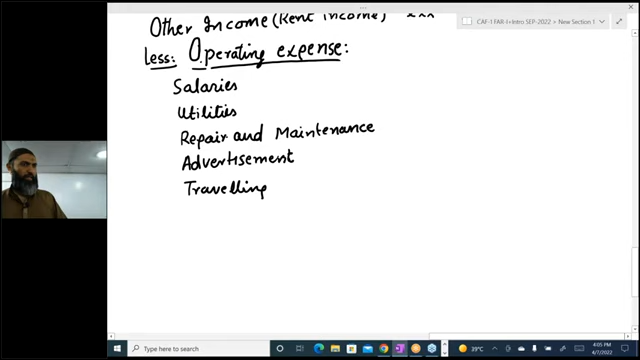 CAF-1 FAR-I+Intro SEP-2022 > New Section 1
Other Income (Rent Income) xxx
Less: Operating expense:
Salaries
Utilities
Repair and Maintenance
Advertisement
Travelling
Type here to search
39°C
4:05 PM
4/7/2022